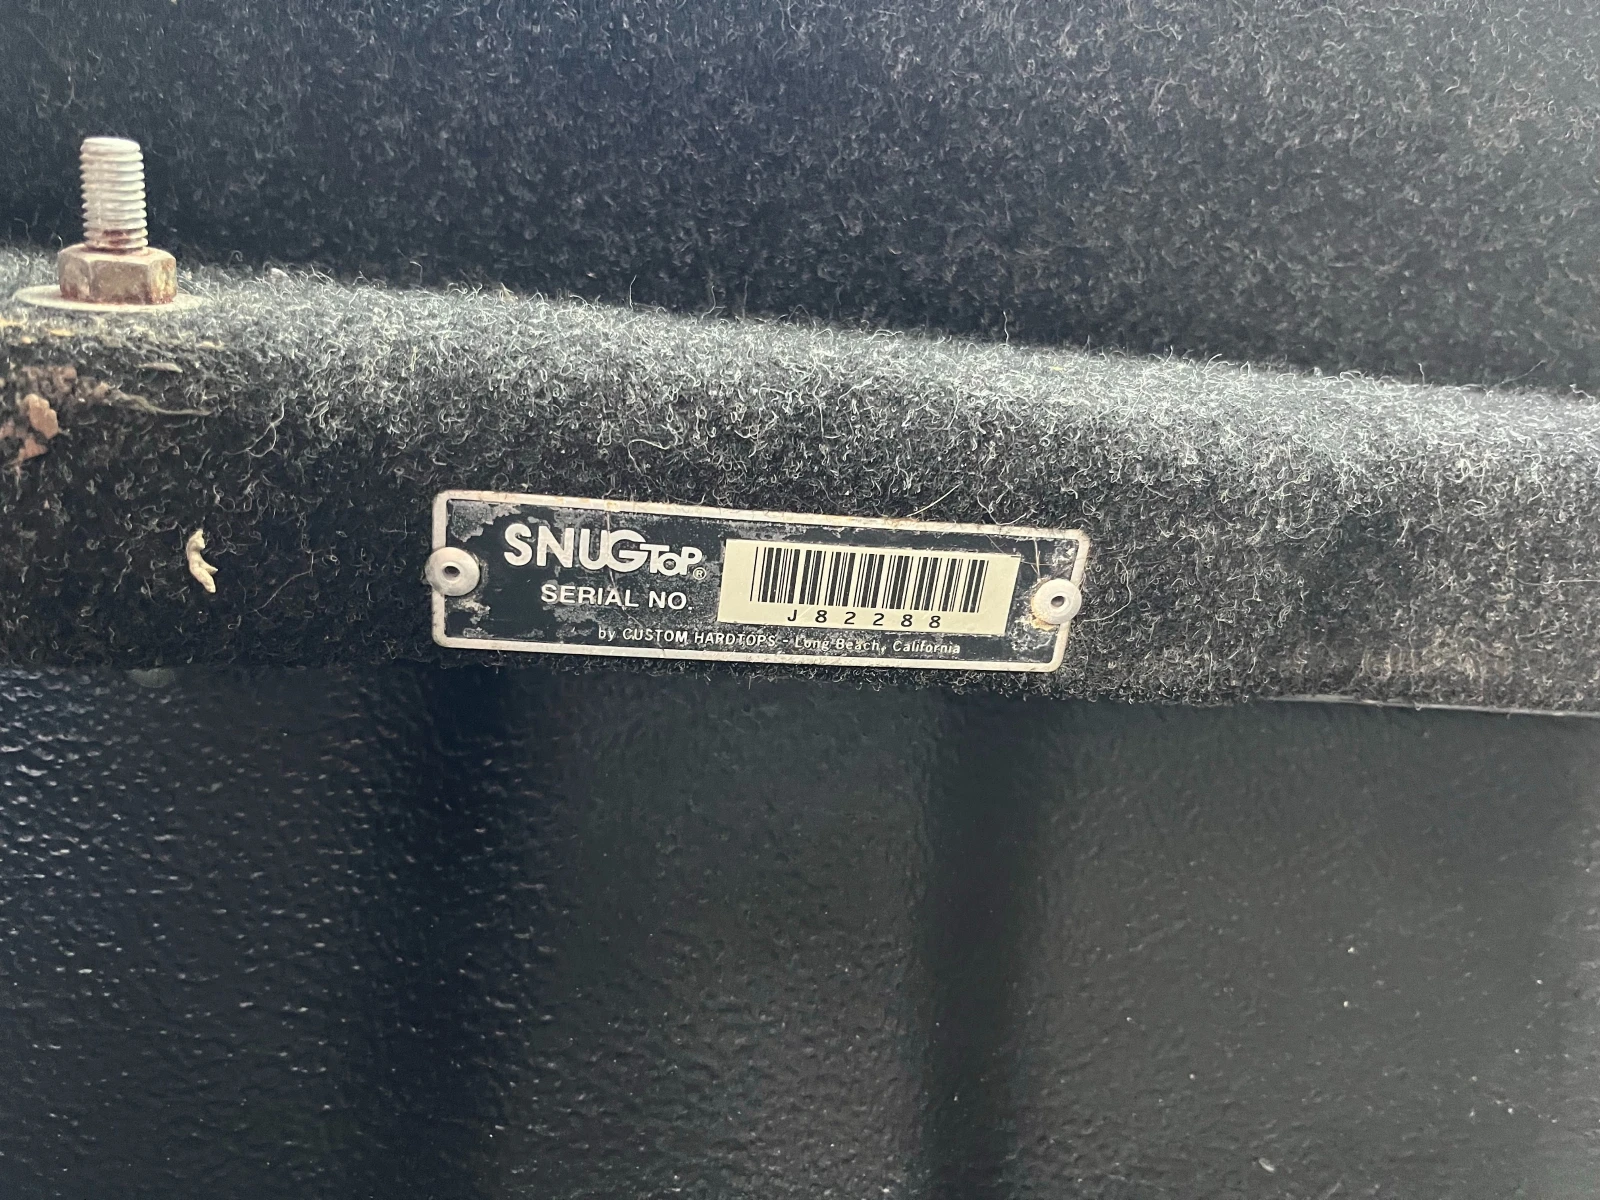 SNUGTOP®
SERIAL NO.
J82288
by CUSTOM HARDTOPS - Long Beach, California